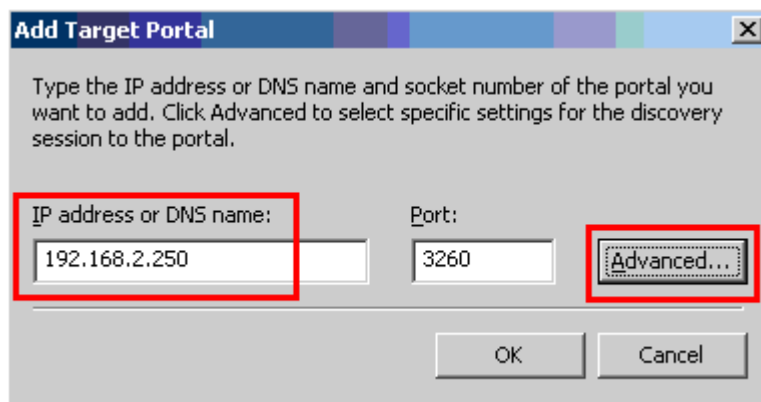 Add Target Portal
Type the IP address or DNS name and socket number of the portal you
want to add. Click Advanced to select specific settings for the discovery
session to the portal.
IP address or DNS name:
Port:
192.168.2.250
3260
Advanced...
OK
Cancel